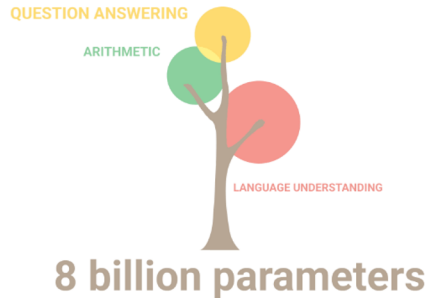 QUESTION ANSWERING
ARITHMETIC
LANGUAGE UNDERSTANDING
8 billion parameters